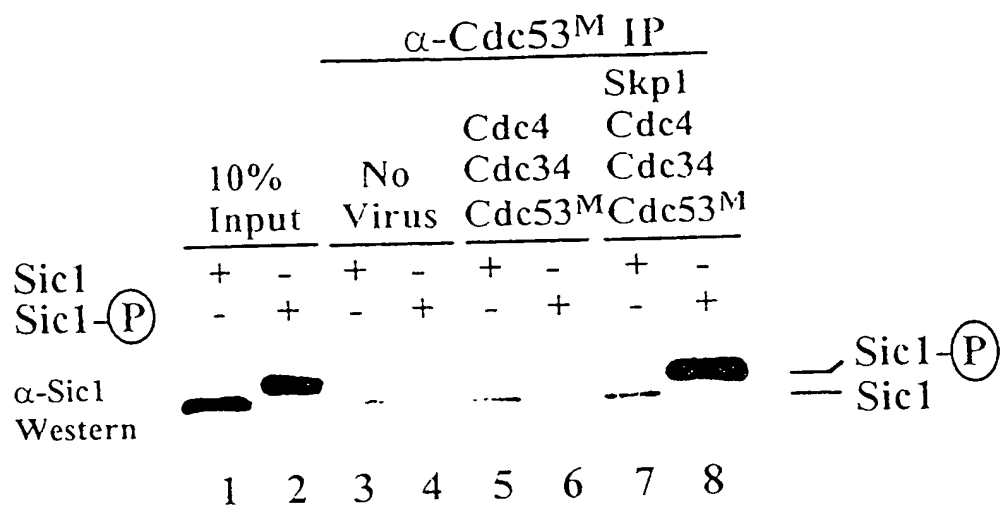 α-Cdc53M IP
Skp1
Cdc4 Cdc4
10% No Cdc34 Cdc34
Input Virus Cdc53M Cdc53M
Sic1 + - + - + - + -
Sic1-P - + - + - + - +
α-Sic1
Western
Sic1-P
Sic1
1 2 3 4 5 6 7 8